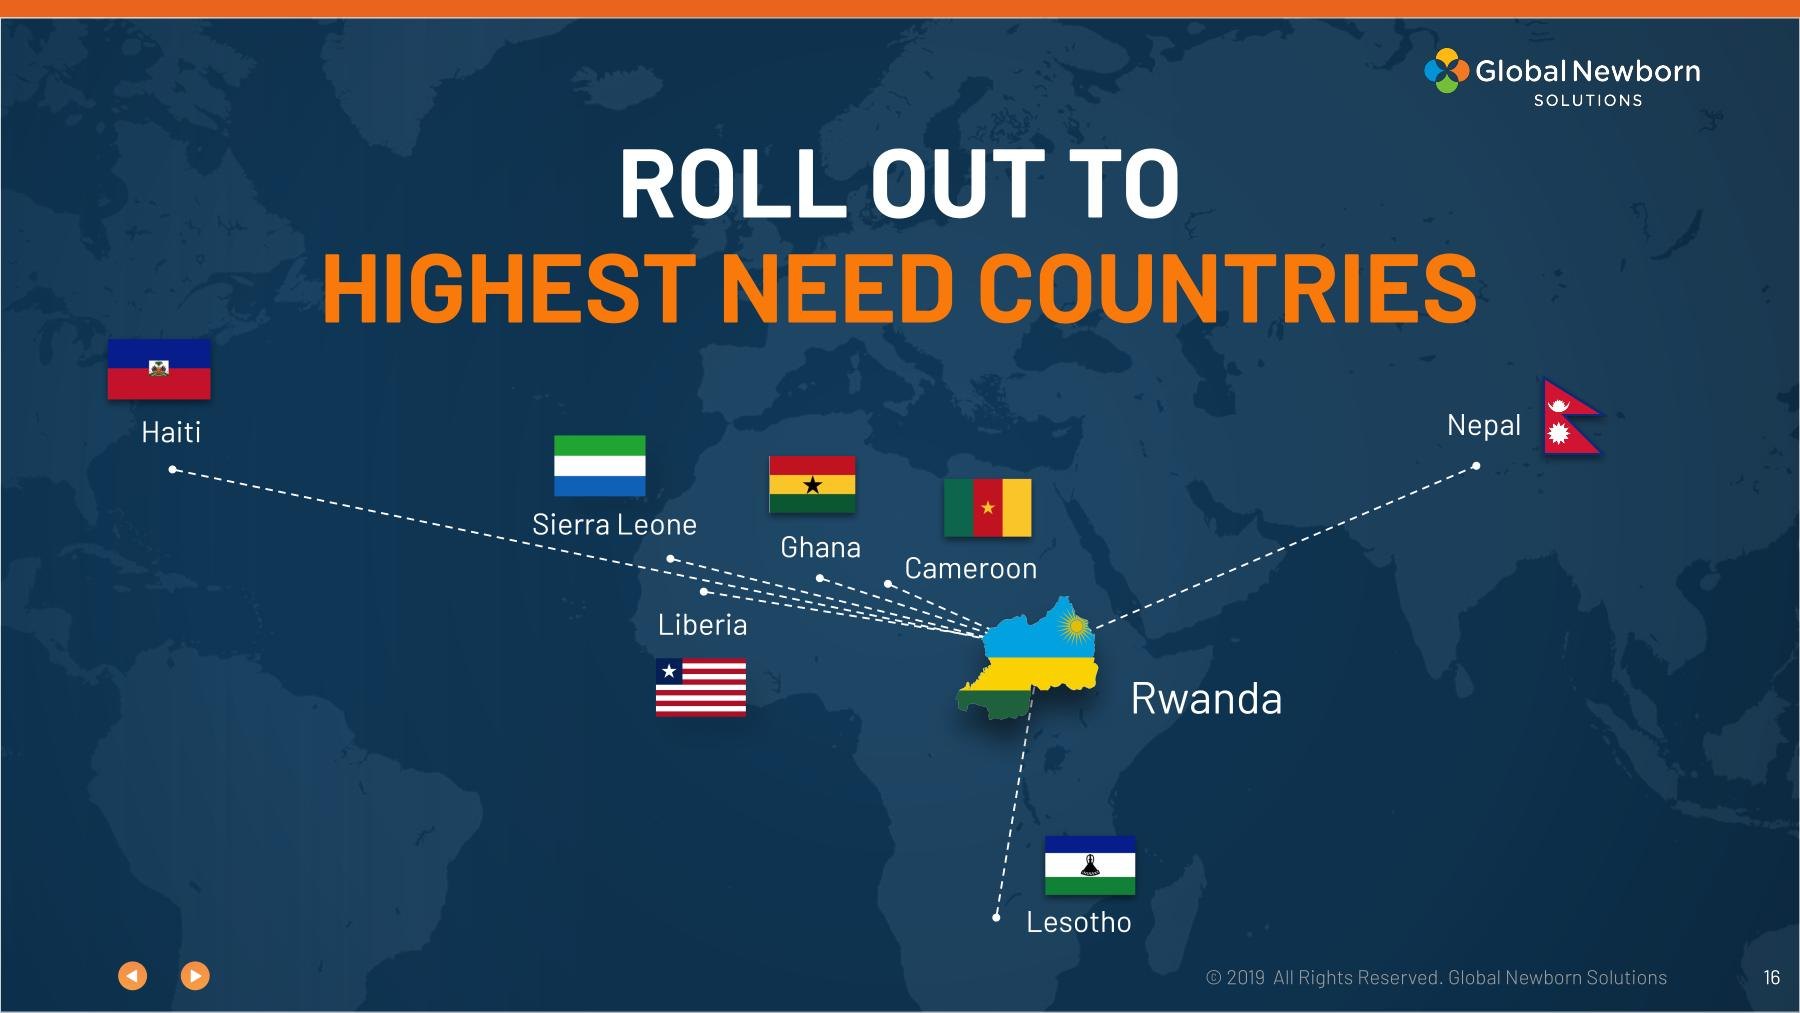 Global Newborn
SOLUTIONS
ROLL OUT TO
HIGHEST NEED COUNTRIES
Haiti
Nepal
Sierra Leone
Ghana
Cameroon
Liberia
Rwanda
Lesotho
© 2019 All Rights Reserved. Global Newborn Solutions
16